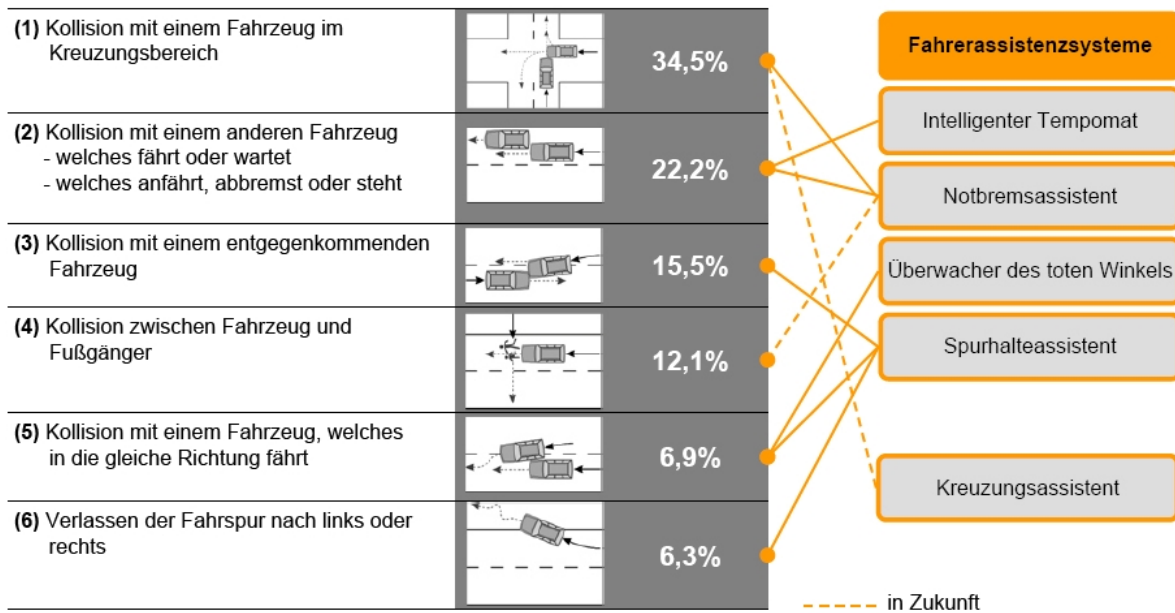 (1) Kollision mit einem Fahrzeug im
Kreuzungsbereich
34,5%
(2) Kollision mit einem anderen Fahrzeug
- welches fährt oder wartet
- welches anfährt, abbremst oder steht
22,2%
(3) Kollision mit einem entgegenkommenden
Fahrzeug
15,5%
(4) Kollision zwischen Fahrzeug und
Fußgänger
12,1%
(5) Kollision mit einem Fahrzeug, welches
in die gleiche Richtung fährt
6,9%
(6) Verlassen der Fahrspur nach links oder
rechts
6,3%
Fahrerassistenzsysteme
Intelligenter Tempomat
Notbremsassistent
Überwacher des toten Winkels
Spurhalteassistent
Kreuzungsassistent
in Zukunft